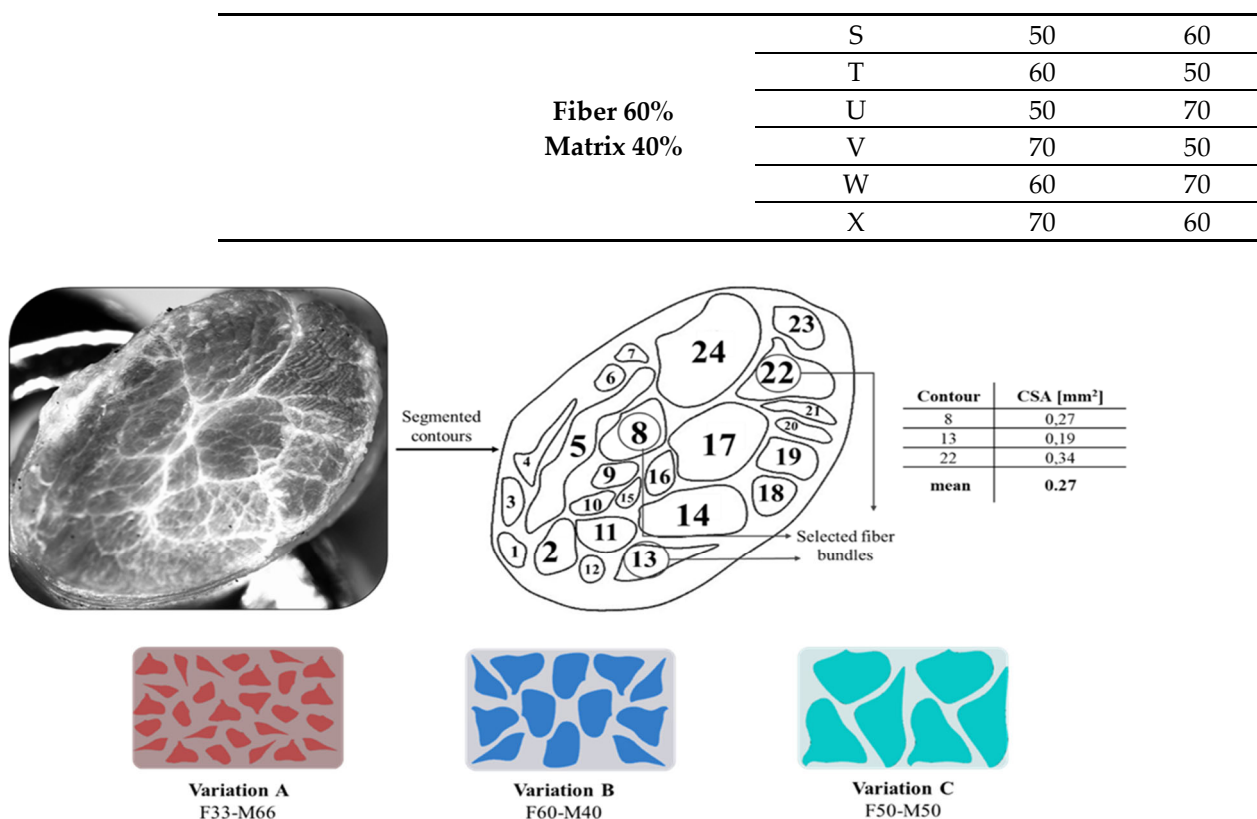 S 50 60
T 60 50
Fiber 60%
U 50 70
Matrix 40%
V 70 50
W 60 70
X 70 60
Segmented
contours
1
2
3
4
5
6
7
8
9
10
11
12
13
14
15
16
17
18
19
20
21
22
23
24
Selected fiber
bundles
Contour CSA [mm²]
8 0,27
13 0,19
22 0,34
mean 0.27
Variation A
F33-M66
Variation B
F60-M40
Variation C
F50-M50